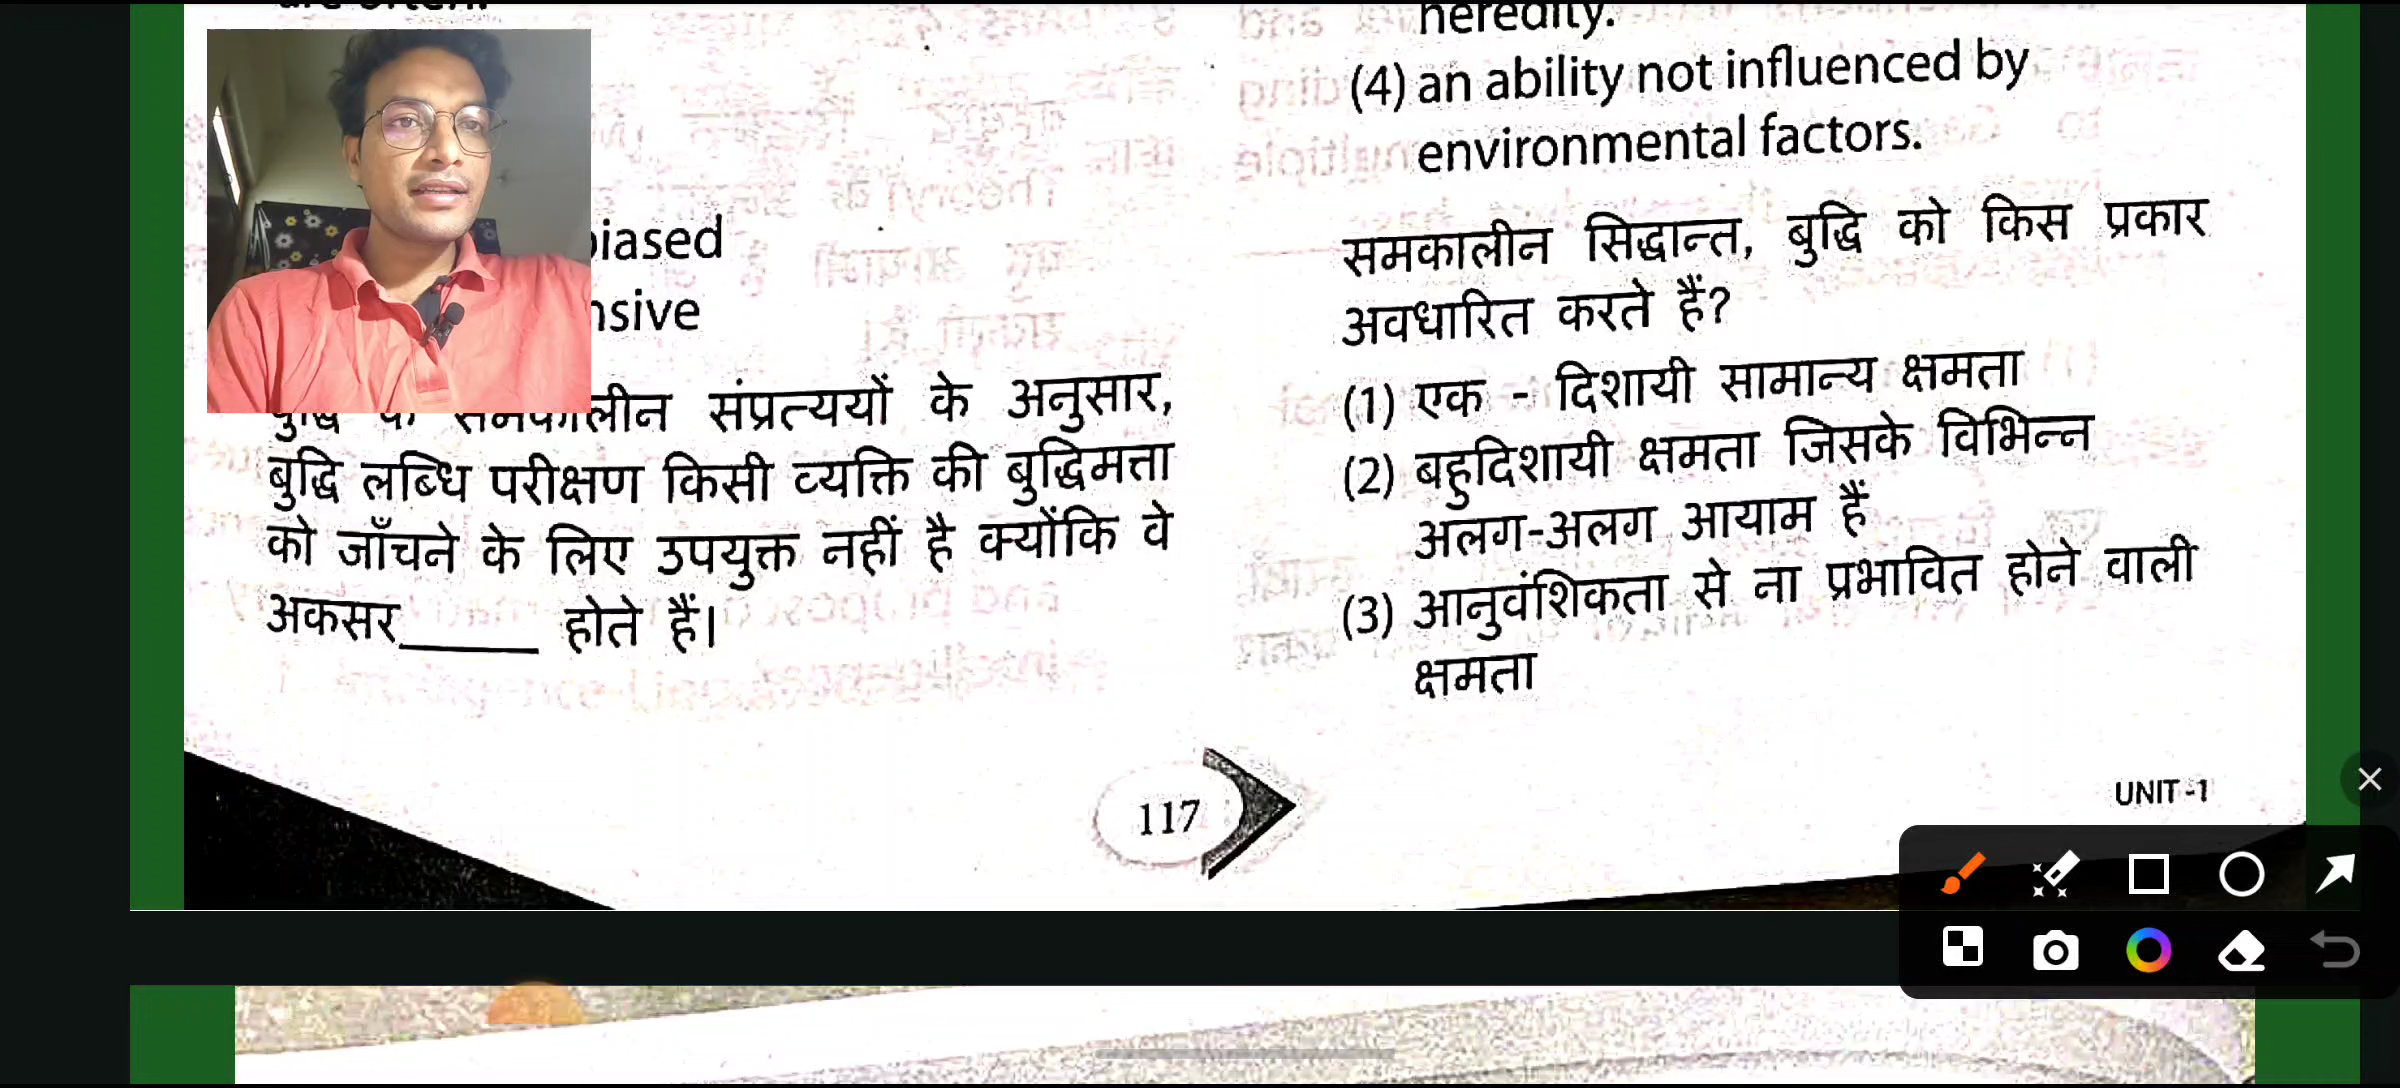 biased
nsive
लीन संप्रत्ययों के अनुसार,
बुद्धि लब्धि परीक्षण किसी व्यक्ति की बुद्धिमत्ता
को जाँचने के लिए उपयुक्त नहीं है क्योंकि वे
अकसर_____ होते हैं।
heredity.
(4) an ability not influenced by
environmental factors.
समकालीन सिद्धान्त, बुद्धि को किस प्रकार
अवधारित करते हैं?
(1) एक - दिशायी सामान्य क्षमता
(2) बहुदिशायी क्षमता जिसके विभिन्न
अलग-अलग आयाम हैं
(3) आनुवंशिकता से ना प्रभावित होने वाली
क्षमता
117
UNIT -1